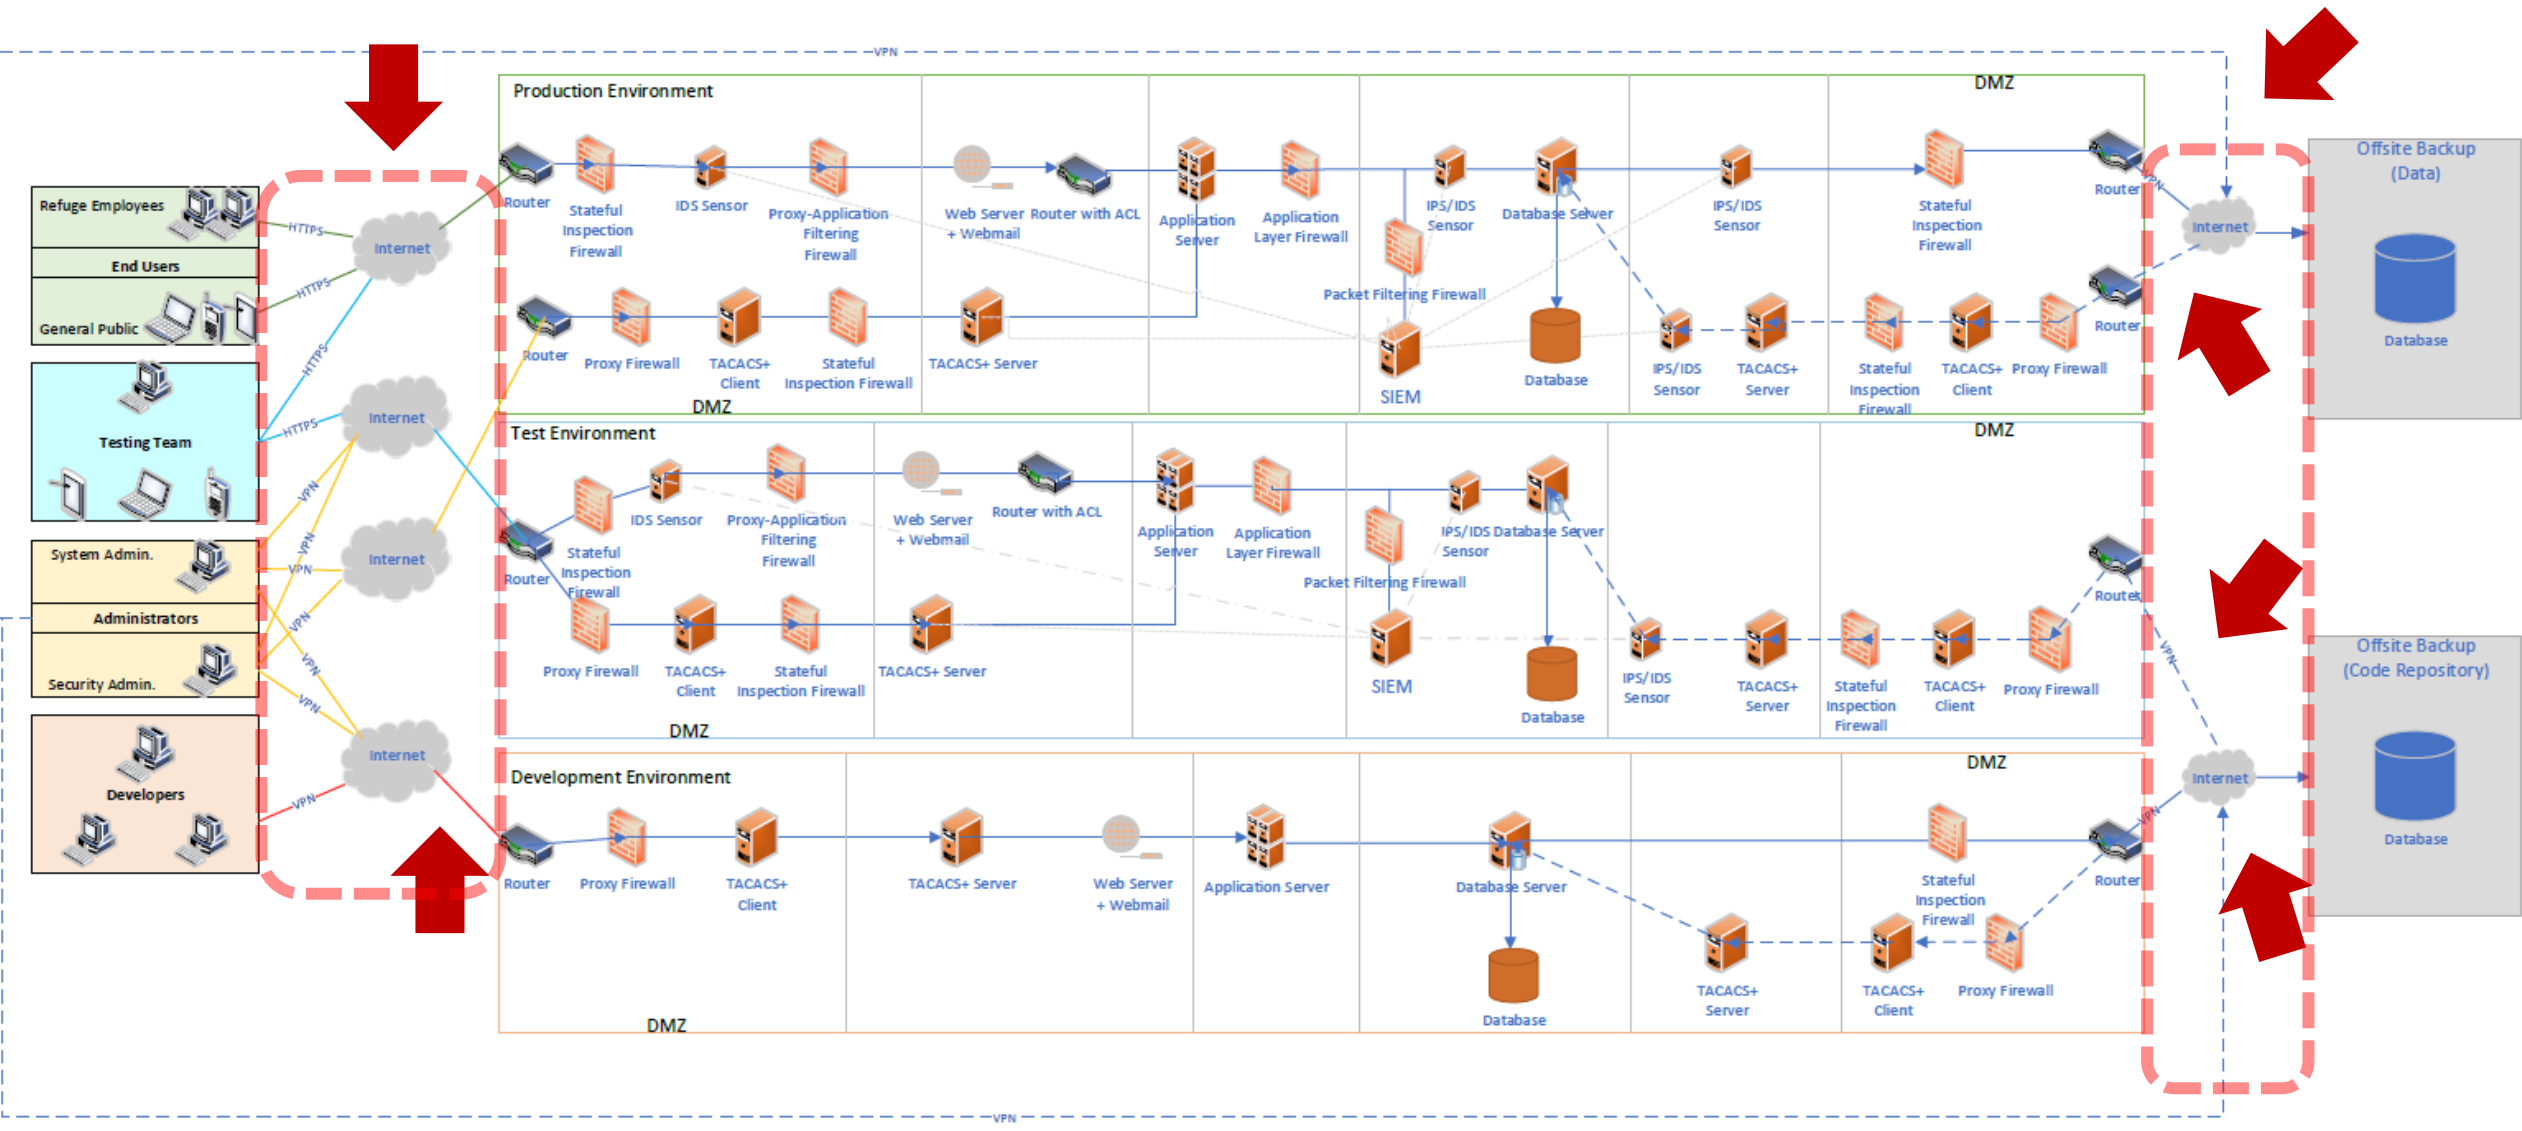 VPN
Production Environment
DMZ
Offsite Backup
(Data)
Refuge Employees
End Users
General Public
HTTPS
HTTPS
Internet
Router
Stateful
Inspection
Firewall
IDS Sensor
Proxy-Application
Filtering
Firewall
Web Server
+ Webmail
Router with ACL
Application
Server
Application
Layer Firewall
IPS/IDS
Sensor
Database Server
IPS/IDS
Sensor
Stateful
Inspection
Firewall
Router
VPN
Internet
Packet Filtering Firewall
Router
Proxy Firewall
TACACS+
Client
Stateful
Inspection Firewall
TACACS+ Server
SIEM
Database
IPS/IDS
Sensor
TACACS+
Server
Stateful
Inspection
Firewall
TACACS+
Client
Proxy Firewall
Router
Database
DMZ
HTTPS
HTTPS
Testing Team
Internet
Test Environment
DMZ
Router
Stateful
Inspection
Firewall
IDS Sensor
Proxy-Application
Filtering
Firewall
Web Server
+ Webmail
Router with ACL
Application
Server
Application
Layer Firewall
IPS/IDS
Sensor
Database Server
Packet Filtering Firewall
Router
System Admin.
Administrators
Security Admin.
VPN
VPN
VPN
VPN
VPN
VPN
Internet
Proxy Firewall
TACACS+
Client
Stateful
Inspection Firewall
TACACS+ Server
SIEM
Database
IPS/IDS
Sensor
TACACS+
Server
Stateful
Inspection
Firewall
TACACS+
Client
Proxy Firewall
VPN
Offsite Backup
(Code Repository)
DMZ
Developers
VPN
Internet
Development Environment
DMZ
Internet
VPN
Database
Router
Proxy Firewall
TACACS+
Client
TACACS+ Server
Web Server
+ Webmail
Application Server
Database Server
Stateful
Inspection
Firewall
Router
Database
TACACS+
Server
TACACS+
Client
Proxy Firewall
DMZ
VPN